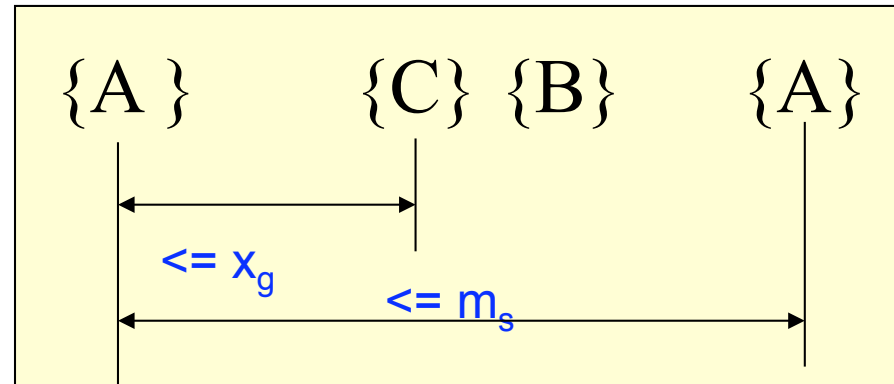 {A } {C} {B} {A}
<= xg
<= ms